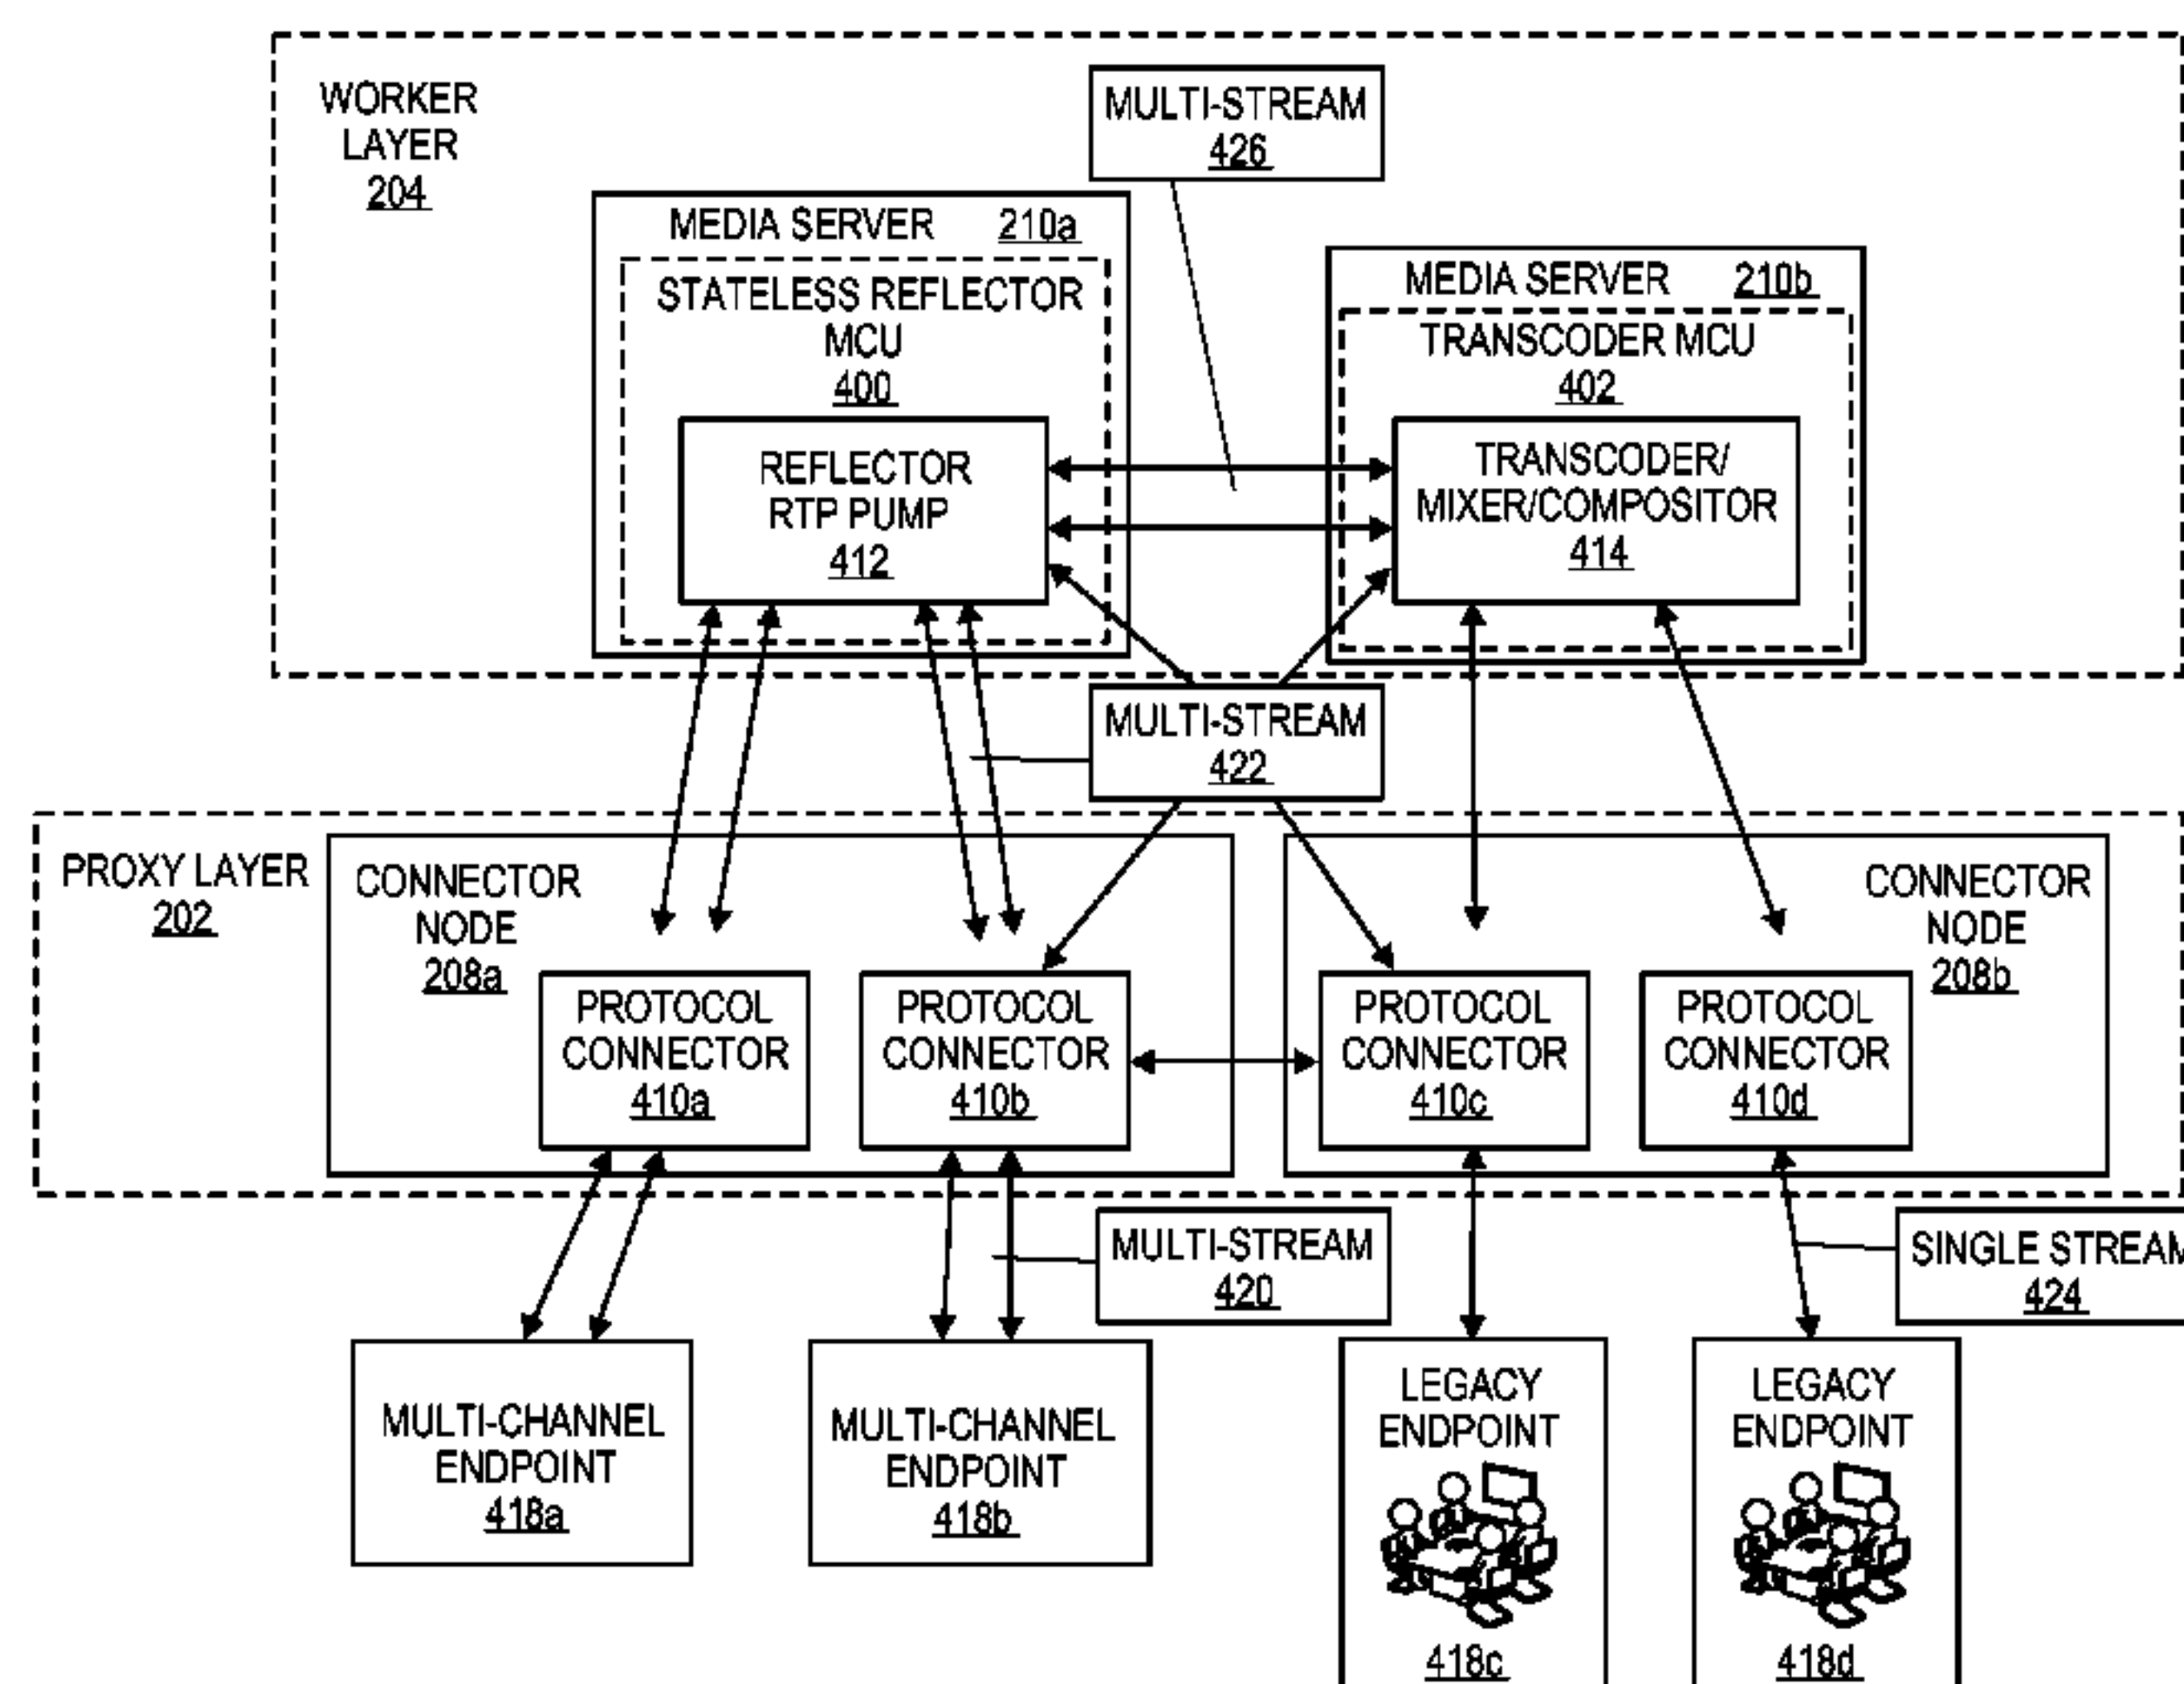 WORKER
LAYER
204
MULTI-STREAM
426
MEDIA SERVER 210a
STATELESS REFLECTOR
MCU
400
REFLECTOR
RTP PUMP
412
MEDIA SERVER 210b
TRANSCODER MCU
402
TRANSCODER/
MIXER/COMPOSITOR
414
MULTI-STREAM
422
PROXY LAYER
202
CONNECTOR
NODE
208a
PROTOCOL
CONNECTOR
410a
PROTOCOL
CONNECTOR
410b
PROTOCOL
CONNECTOR
410c
PROTOCOL
CONNECTOR
410d
CONNECTOR
NODE
208b
MULTI-STREAM
420
SINGLE STREAM
424
MULTI-CHANNEL
ENDPOINT
418a
MULTI-CHANNEL
ENDPOINT
418b
LEGACY
ENDPOINT
418c
LEGACY
ENDPOINT
418d